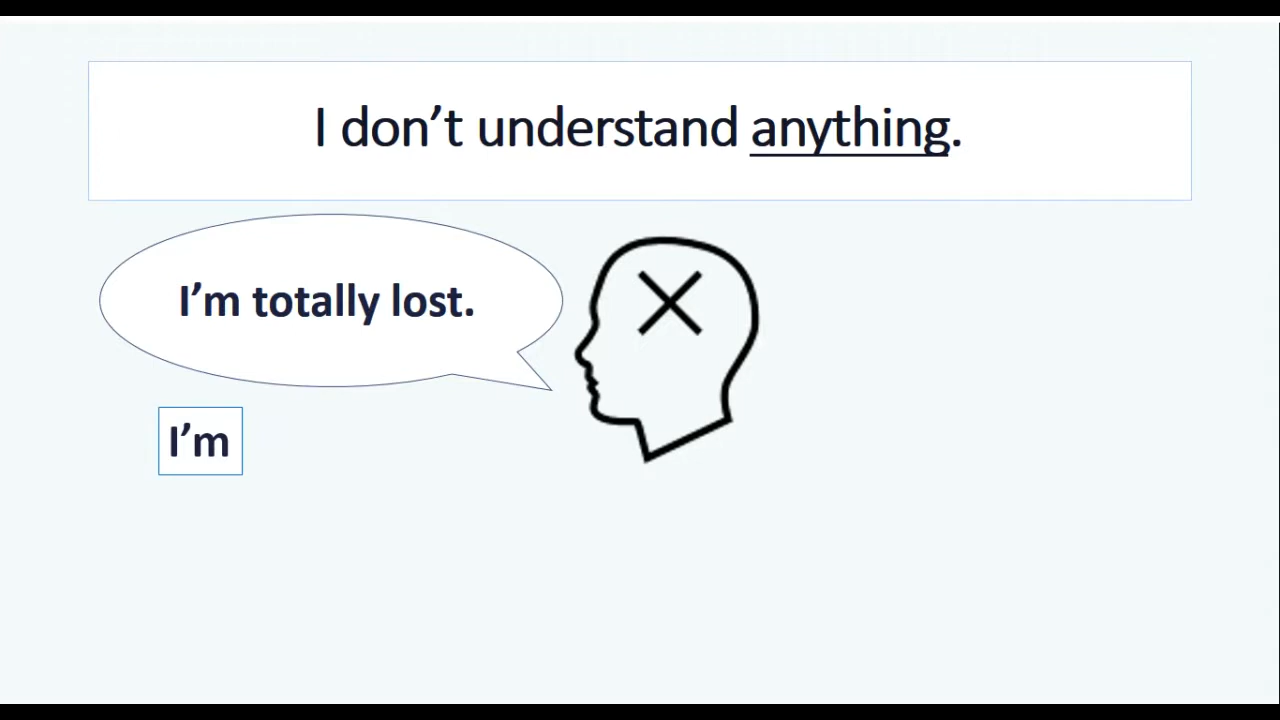 I don’t understand anything.
I’m totally lost.
I’m